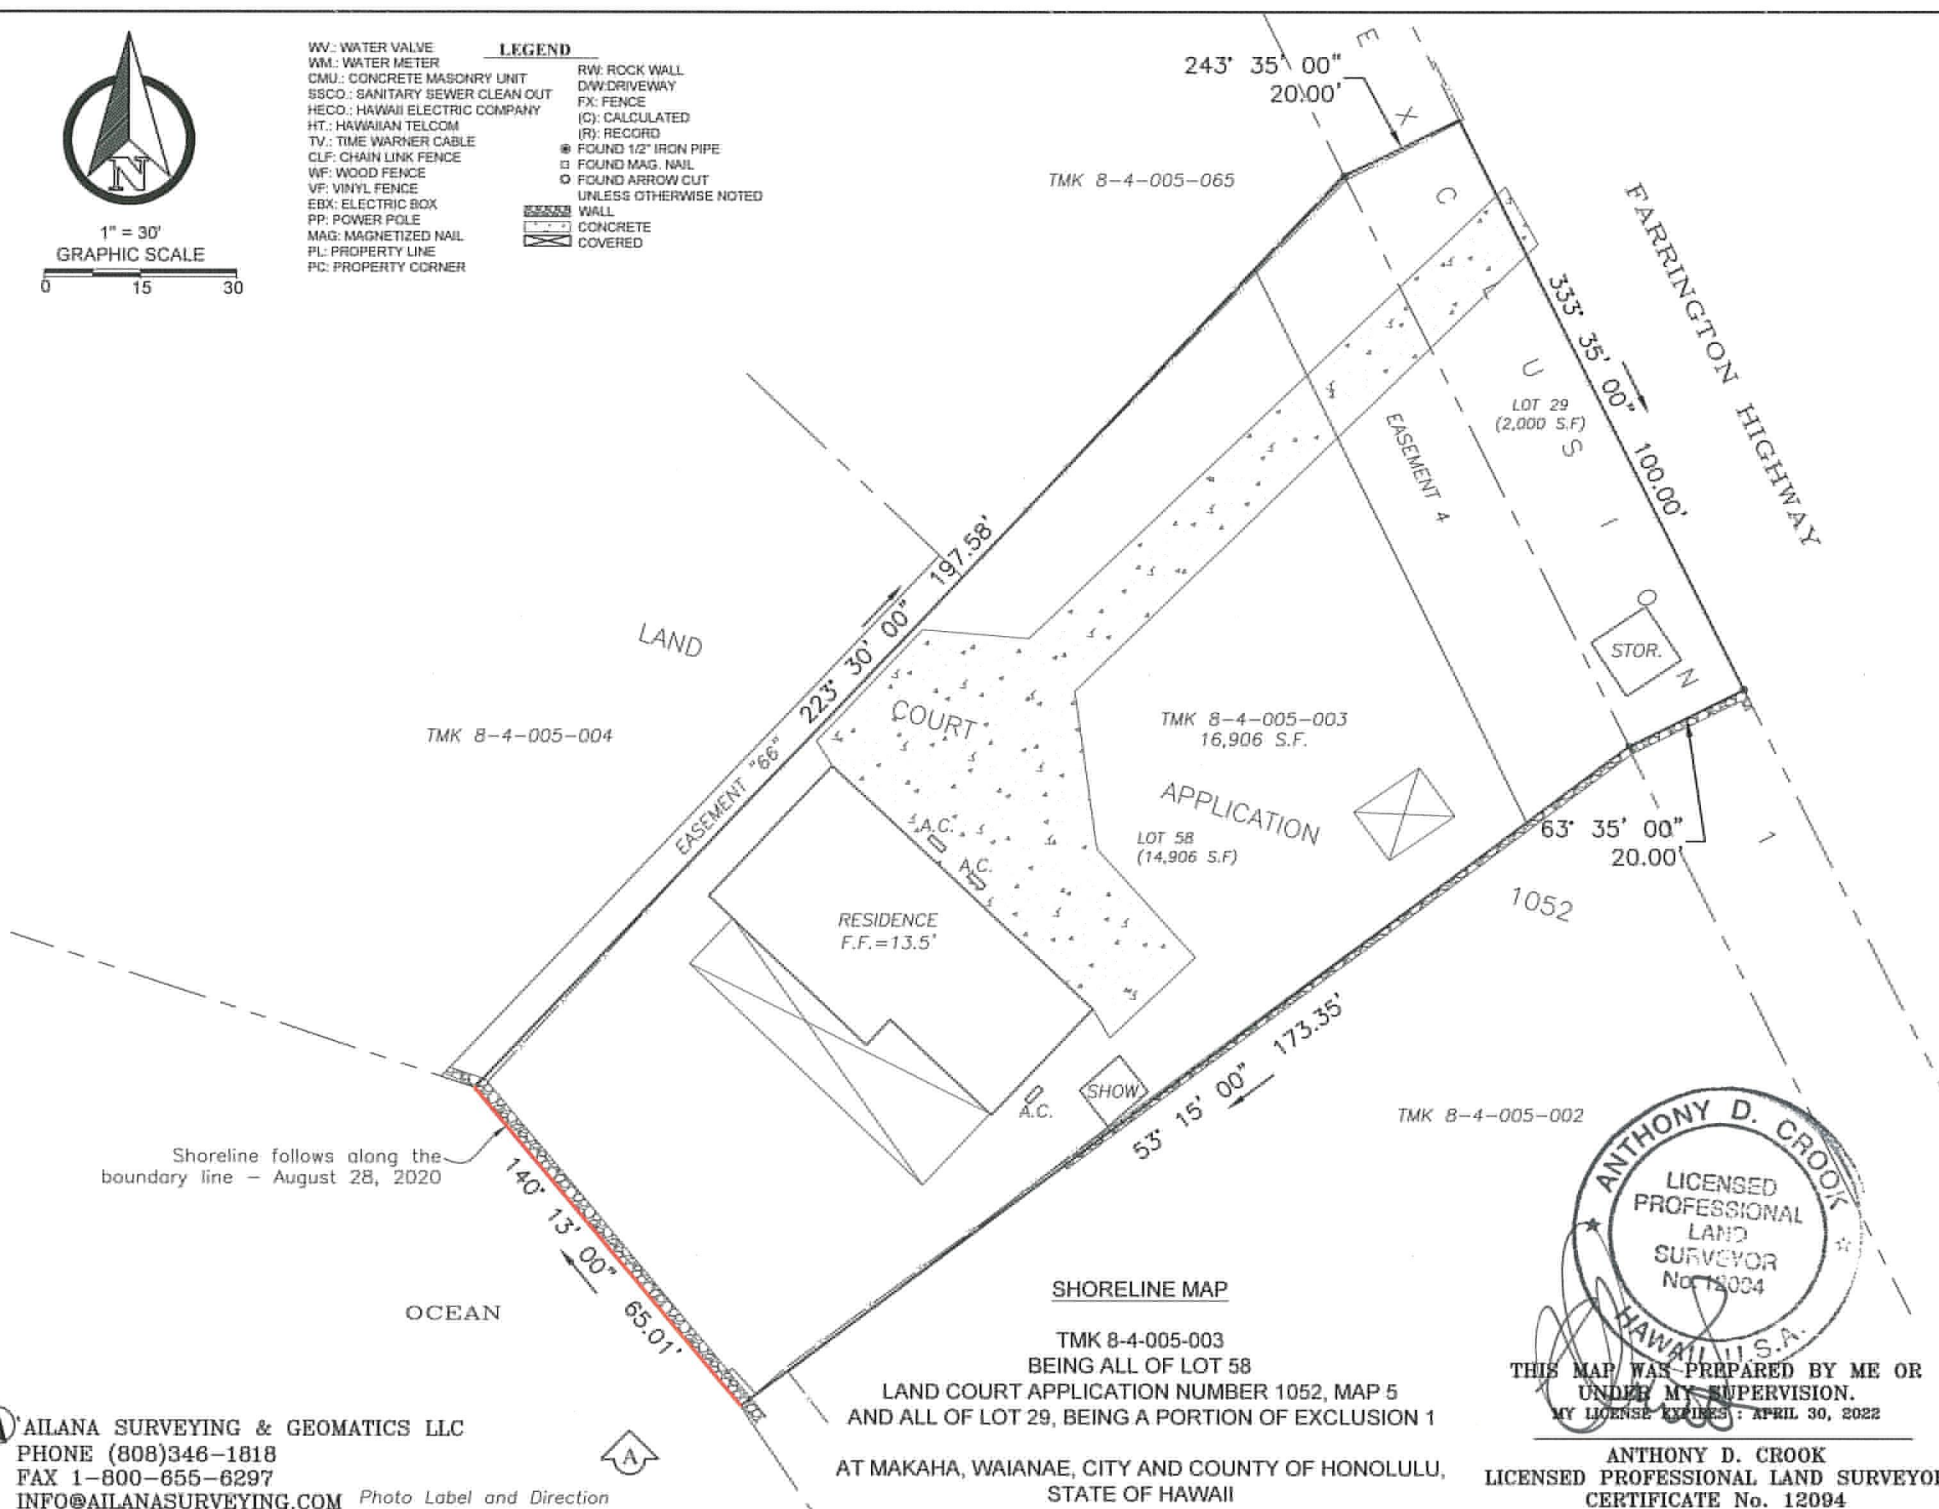 N
1" = 30'
GRAPHIC SCALE
0 15 30
LEGEND
WV.: WATER VALVE
WM.: WATER METER
CMU.: CONCRETE MASONRY UNIT
SSCO.: SANITARY SEWER CLEAN OUT
HECO.: HAWAII ELECTRIC COMPANY
HT.: HAWAIIAN TELCOM
TV.: TIME WARNER CABLE
CLF: CHAIN LINK FENCE
WF: WOOD FENCE
VF: VINYL FENCE
EBX: ELECTRIC BOX
PP: POWER POLE
MAG: MAGNETIZED NAIL
PL: PROPERTY LINE
PC: PROPERTY CORNER
RW: ROCK WALL
D/W:DRIVEWAY
FX: FENCE
(C): CALCULATED
(R): RECORD
FOUND 1/2" IRON PIPE
FOUND MAG. NAIL
FOUND ARROW CUT
UNLESS OTHERWISE NOTED
WALL
CONCRETE
COVERED
243° 35' 00"
20.00'
TMK 8-4-005-065
EXCLUSION 1
FARRINGTON HIGHWAY
333° 35' 00" 100.00'
LOT 29
(2,000 S.F)
EASEMENT 4
STOR.
LAND
TMK 8-4-005-004
223° 30' 00" 197.58'
EASEMENT "66"
COURT
TMK 8-4-005-003
16,906 S.F.
APPLICATION
LOT 58
(14,906 S.F)
63° 35' 00"
20.00'
1052
A.C.
A.C.
RESIDENCE
F.F.=13.5'
A.C.
SHOW
53° 15' 00" 173.35'
TMK 8-4-005-002
Shoreline follows along the
boundary line – August 28, 2020
140° 13' 00" 65.01'
OCEAN
SHORELINE MAP
TMK 8-4-005-003
BEING ALL OF LOT 58
LAND COURT APPLICATION NUMBER 1052, MAP 5
AND ALL OF LOT 29, BEING A PORTION OF EXCLUSION 1
AT MAKAHA, WAIANAE, CITY AND COUNTY OF HONOLULU,
STATE OF HAWAII
ANTHONY D. CROOK
LICENSED
PROFESSIONAL
LAND
SURVEYOR
No. 12094
HAWAII, U.S.A.
THIS MAP WAS PREPARED BY ME OR
UNDER MY SUPERVISION.
MY LICENSE EXPIRES : APRIL 30, 2022
ANTHONY D. CROOK
LICENSED PROFESSIONAL LAND SURVEYOR
CERTIFICATE No. 12094
'AILANA SURVEYING & GEOMATICS LLC
PHONE (808)346-1818
FAX 1-800-655-6297
INFO@AILANASURVEYING.COM
A
Photo Label and Direction